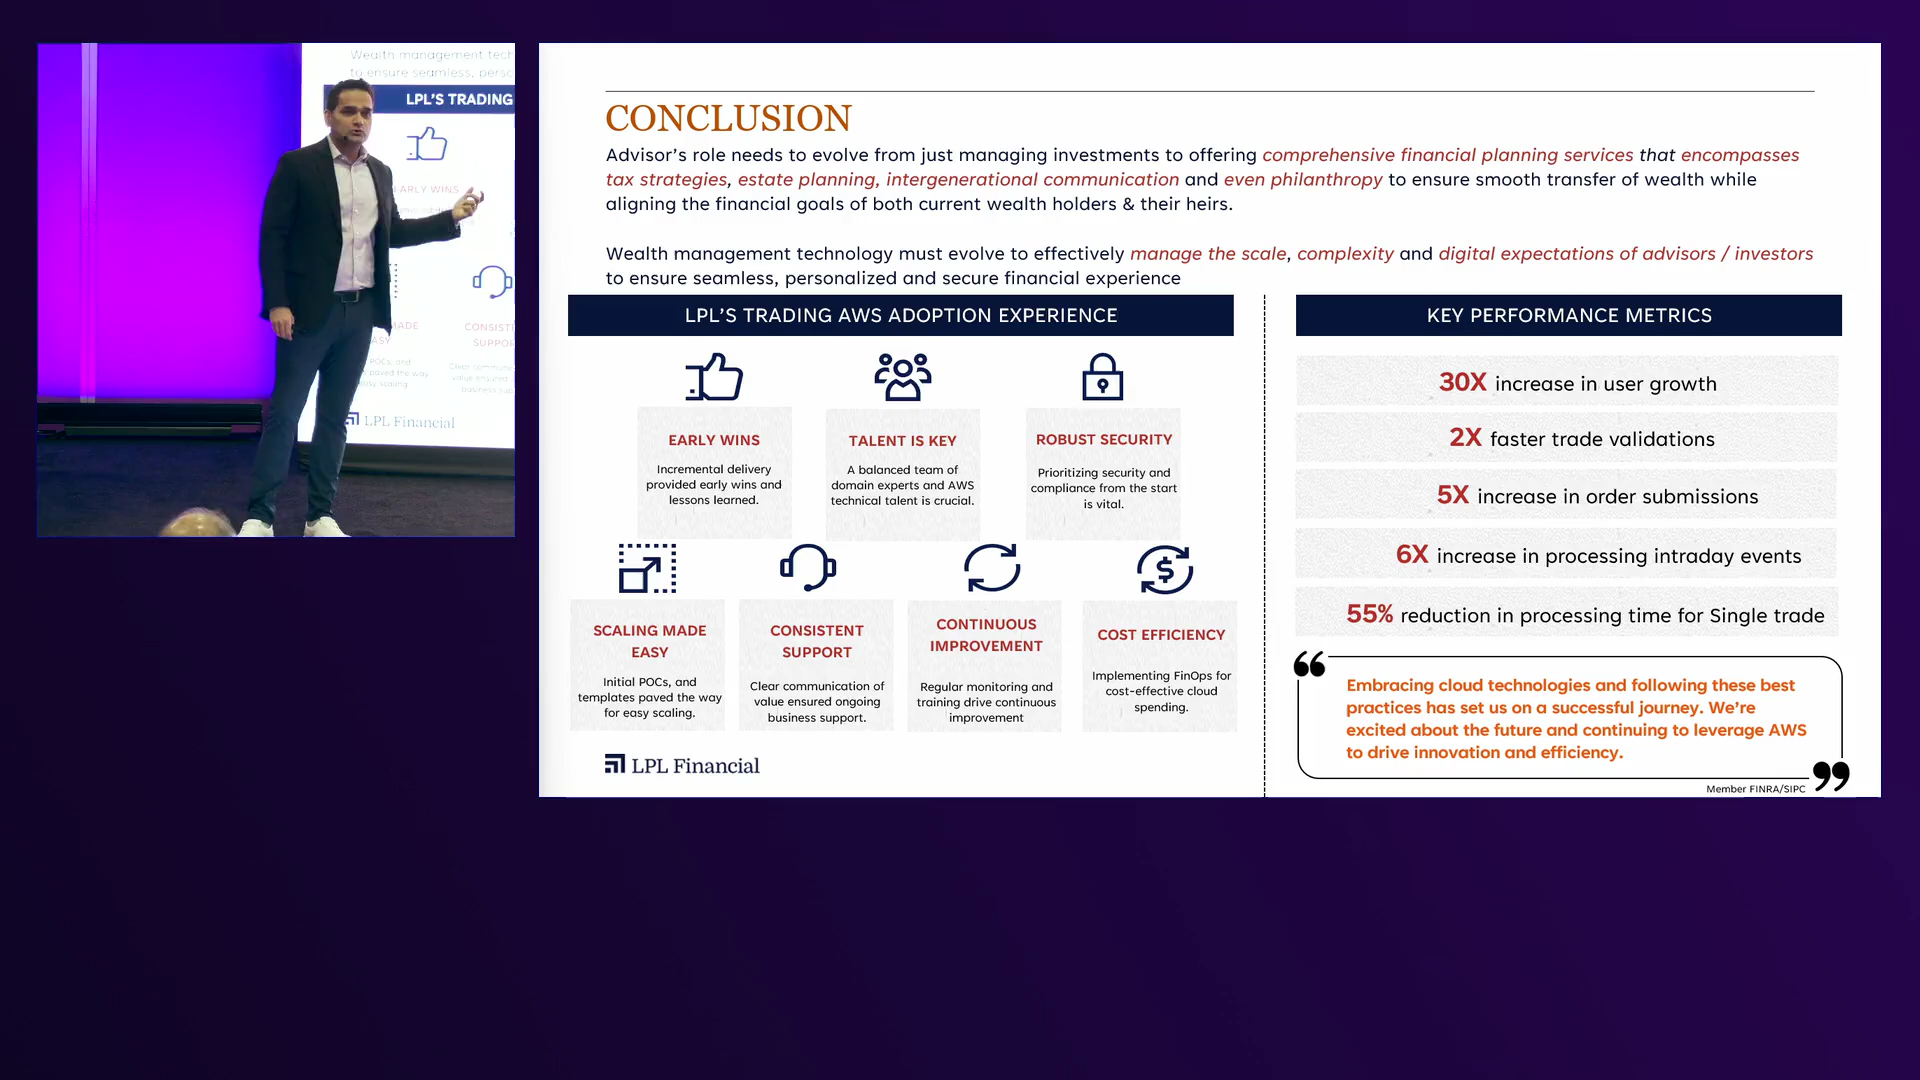 Wealth management tech
to ensure seamless, perso
LPL'S TRADING
EARLY WINS
LPL Financial
CONCLUSION
Advisor's role needs to evolve from just managing investments to offering comprehensive financial planning services that encompasses
tax strategies, estate planning, intergenerational communication and even philanthropy to ensure smooth transfer of wealth while
aligning the financial goals of both current wealth holders & their heirs.
Wealth management technology must evolve to effectively manage the scale, complexity and digital expectations of advisors / investors
to ensure seamless, personalized and secure financial experience
LPL'S TRADING AWS ADOPTION EXPERIENCE
EARLY WINS
Incremental delivery
provided early wins and
lessons learned.
TALENT IS KEY
A balanced team of
domain experts and AWS
technical talent is crucial.
ROBUST SECURITY
Prioritizing security and
compliance from the start
is vital.
SCALING MADE
EASY
Initial POCs, and
templates paved the way
for easy scaling.
CONSISTENT
SUPPORT
Clear communication of
value ensured ongoing
business support.
CONTINUOUS
IMPROVEMENT
Regular monitoring and
training drive continuous
improvement
COST EFFICIENCY
Implementing FinOps for
cost-effective cloud
spending.
LPL Financial
KEY PERFORMANCE METRICS
30X increase in user growth
2X faster trade validations
5X increase in order submissions
6X increase in processing intraday events
55% reduction in processing time for Single trade
“
Embracing cloud technologies and following these best
practices has set us on a successful journey. We're
excited about the future and continuing to leverage AWS
to drive innovation and efficiency.
”
Member FINRA/SIPC